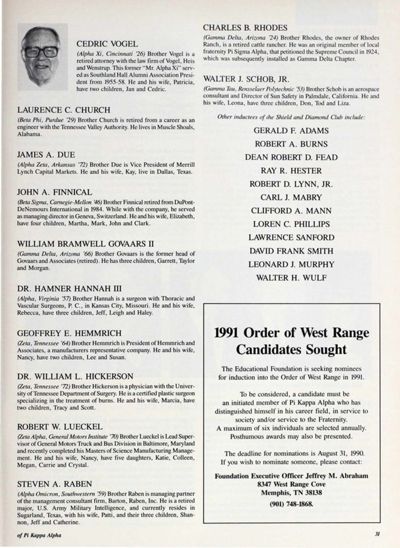 CEDRIC VOGEL
(Alpha Xi, Cincinnati '26) Brother Vogel is a
retired attorney with the law firm of Vogel, Heis
and Wenstrup. This former "Mr. Alpha Xi" serv-
ed as Southland Hall Alumni Association Presi-
dent from 1955-58. He and his wife, Patricia,
have two children, Jan and Cedric.
LAURENCE C. CHURCH
(Beta Phi, Purdue '29) Brother Church is retired from a career as an
engineer with the Tennessee Valley Authority. He lives in Muscle Shoals,
Alabama.
JAMES A. DUE
(Alpha Zeta, Arkansas '72) Brother Due is Vice President of Merrill
Lynch Capital Markets. He and his wife, Kay, live in Dallas, Texas.
JOHN A. FINNICAL
(Beta Sigma, Carnegie-Mellon '46) Brother Finnical retired from DuPont-
DeNemours International in 1984. While with the company, he served
as managing director in Geneva, Switzerland. He and his wife, Elizabeth,
have four children, Martha, Mark, John and Clark.
WILLIAM BRAMWELL GOVAARS II
(Gamma Delta, Arizona '66) Brother Govaars is the former head of
Govaars and Associates (retired). He has three children, Garrett, Taylor
and Morgan.
DR. HAMNER HANNAH III
(Alpha, Virginia '57) Brother Hannah is a surgeon with Thoracic and
Vascular Surgeons, P. C., in Kansas City, Missouri. He and his wife,
Rebecca, have three children, Jeff, Leigh and Haley.
GEOFFREY E. HEMMRICH
(Zeta, Tennessee '64) Brother Hemmrich is President of Hemmrich and
Associates, a manufacturers representative company. He and his wife,
Nancy, have two children, Lee and Susan.
DR. WILLIAM L. HICKERSON
(Zeta, Tennessee '72) Brother Hickerson is a physician with the Univer-
sity of Tennessee Department of Surgery. He is a certified plastic surgeon
specializing in the treatment of burns. He and his wife, Marcia, have
two children, Tracy and Scott.
ROBERT W. LUECKEL
(Zeta Alpha, General Motors Institute '70) Brother Lueckel is Lead Super-
visor of General Motors Truck and Bus Division in Baltimore, Maryland
and recently completed his Masters of Science Manufacturing Manage-
ment. He and his wife, Nancy, have five daughters, Katie, Colleen,
Megan, Carrie and Crystal.
STEVEN A. RABEN
(Alpha Omicron, Southwestern '59) Brother Raben is managing partner
of the management consultant firm, Barton, Raben, Inc. He is a retired
major, U.S. Army Military Intelligence, and currently resides in
Sugarland, Texas, with his wife, Patti, and their three children, Shan-
non, Jeff and Catherine.
of Pi Kappa Alpha
CHARLES B. RHODES
(Gamma Delta, Arizona '24) Brother Rhodes, the owner of Rhodes
Ranch, is a retired cattle rancher. He was an original member of local
fraternity Pi Sigma Alpha, that petitioned the Supreme Council in 1924,
which was subsequently installed as Gamma Delta Chapter.
WALTER J. SCHOB, JR.
(Gamma Tau, Rensselaer Polytechnic '53) Brother Schob is an aerospace
consultant and Director of Sun Safety in Palmdale, California. He and
his wife, Leona, have three children, Don, Tod and Liza.
Other inductees of the Shield and Diamond Club include:
GERALD F. ADAMS
ROBERT A. BURNS
DEAN ROBERT D. FEAD
RAY R. HESTER
ROBERT D. LYNN, JR.
CARL J. MABRY
CLIFFORD A. MANN
LOREN C. PHILLIPS
LAWRENCE SANFORD
DAVID FRANK SMITH
LEONARD J. MURPHY
WALTER H. WULF
1991 Order of West Range
Candidates Sought
The Educational Foundation is seeking nominees
for induction into the Order of West Range in 1991.
To be considered, a candidate must be
an initiated member of Pi Kappa Alpha who has
distinguished himself in his career field, in service to
society and/or service to the Fraternity.
A maximum of six individuals are selected annually.
Posthumous awards may also be presented.
The deadline for nominations is August 31, 1990.
If you wish to nominate someone, please contact:
Foundation Executive Officer Jeffrey M. Abraham
8347 West Range Cove
Memphis, TN 38138
(901) 748-1868.
31